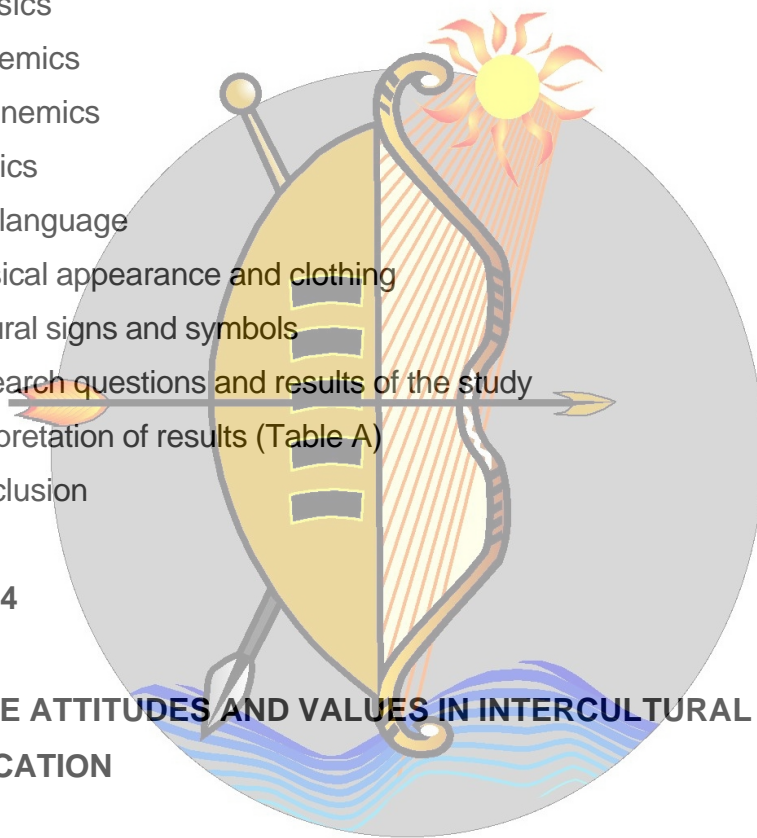 sics
emics
nemics
ics
language
sical appearance and clothing
ural signs and symbols
earch questions and results of the study
pretation of results (Table A)
clusion
4
E ATTITUDES AND VALUES IN INTERCULTURAL
CATION